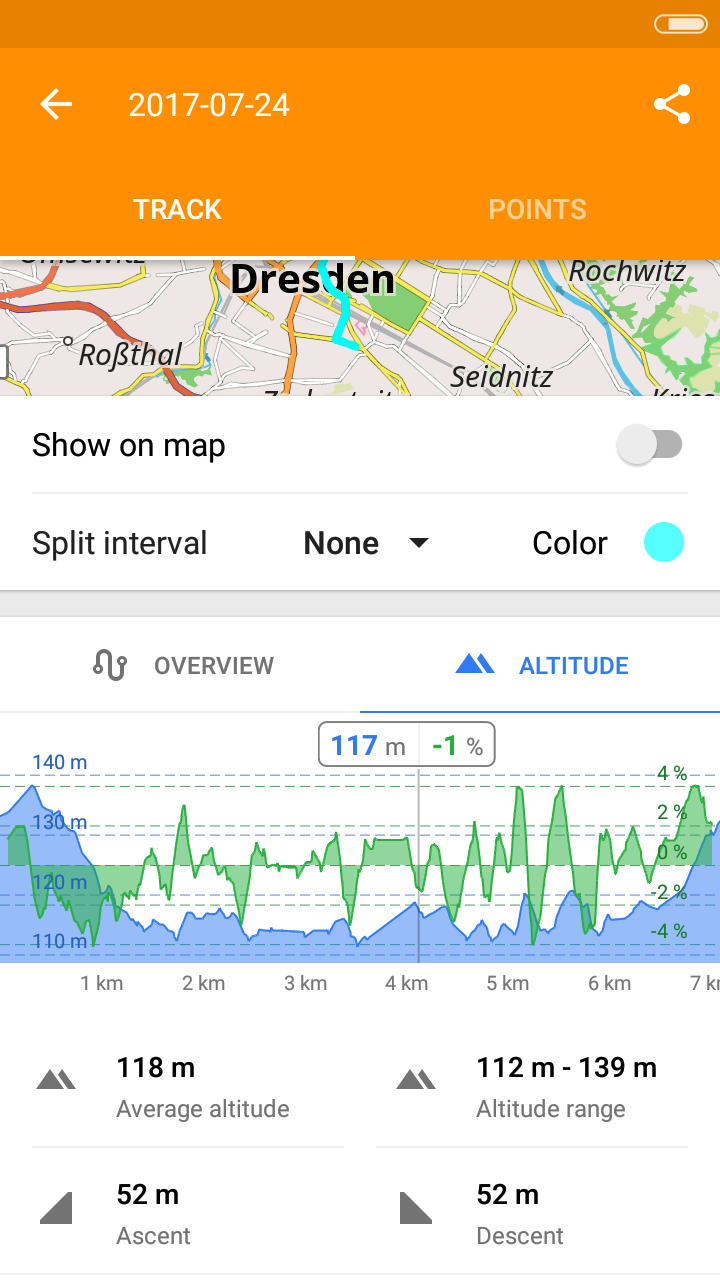 2017-07-24
TRACK POINTS
Dresden
Rochwitz
Roßthal
Seidnitz
Show on map
Split interval None Color
OVERVIEW ALTITUDE
117 m -1 %
140 m 4 %
130 m 2 %
0 %
120 m -2 %
110 m -4 %
1 km 2 km 3 km 4 km 5 km 6 km 7
118 m 112 m - 139 m
Average altitude Altitude range
52 m 52 m
Ascent Descent